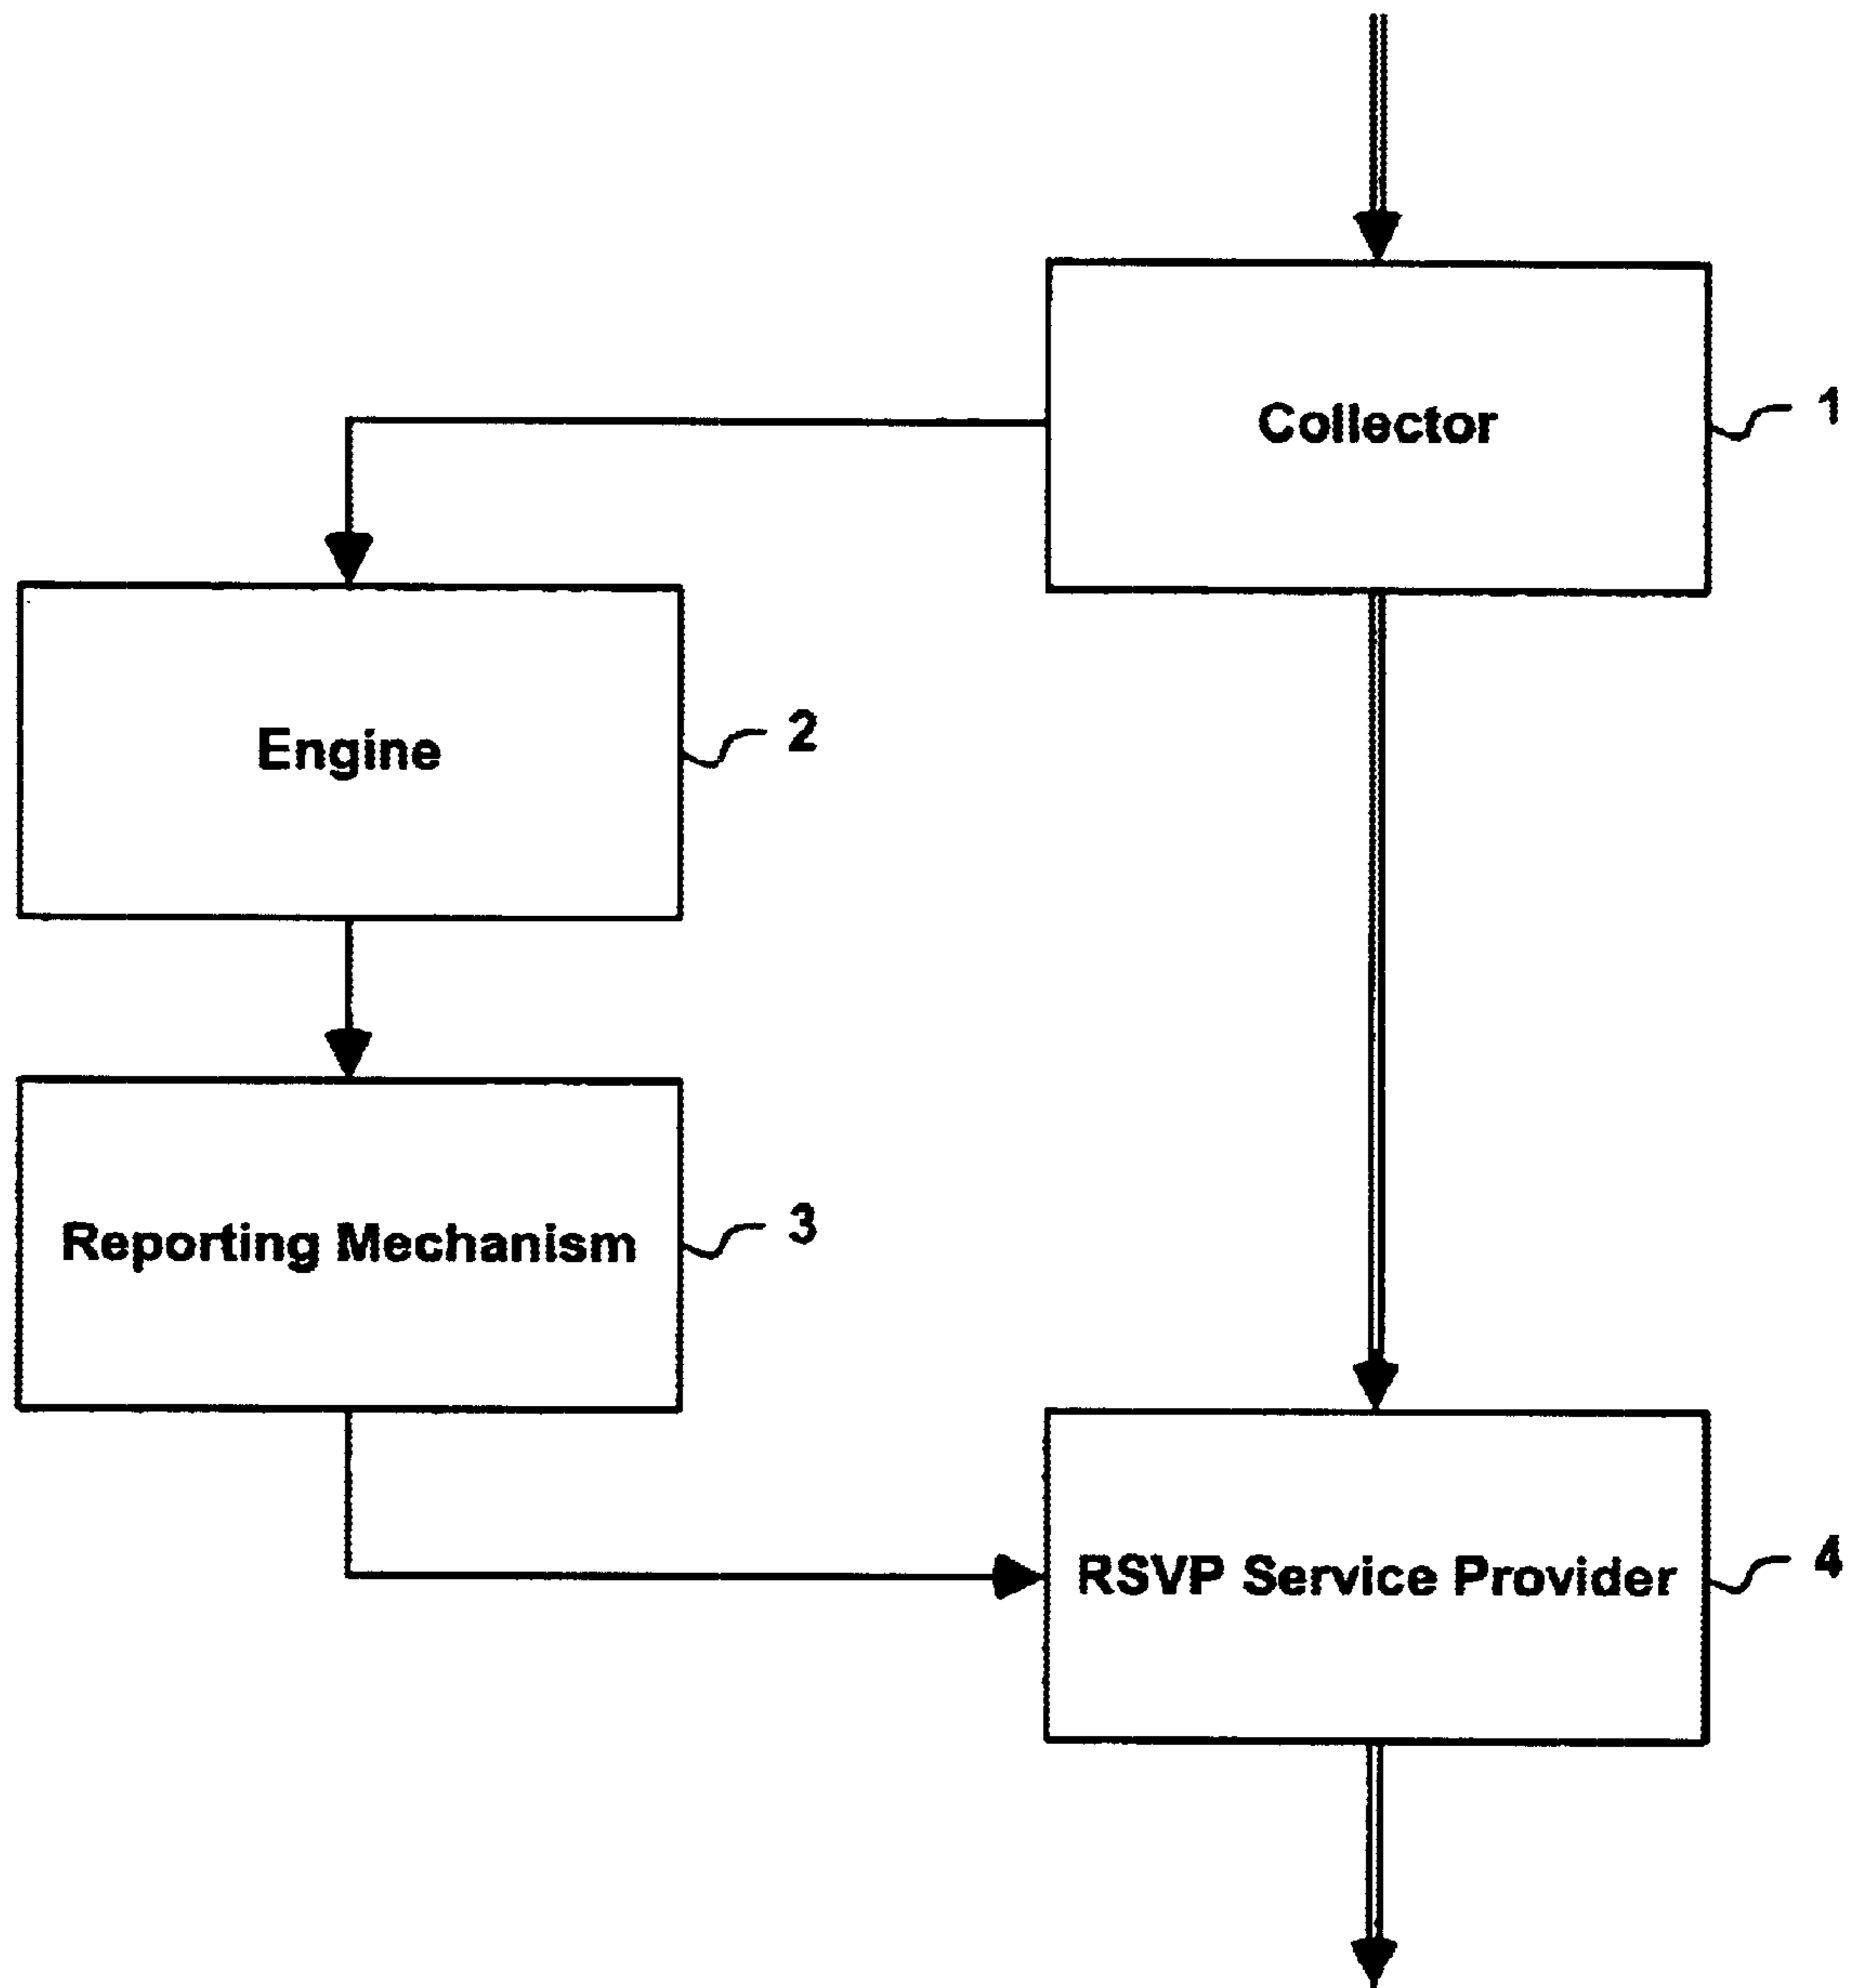 Collector
1
Engine
2
Reporting Mechanism
3
RSVP Service Provider
4